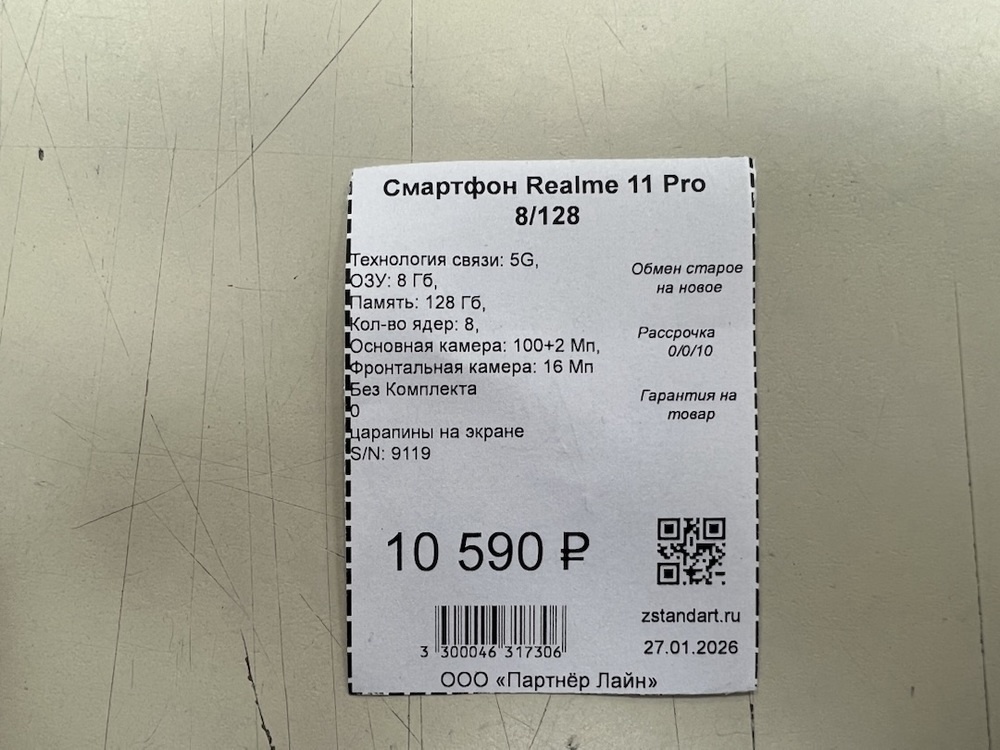 Смартфон Realme 11 Pro
8/128
Технология связи: 5G,
ОЗУ: 8 Гб,
Память: 128 Гб,
Кол-во ядер: 8,
Основная камера: 100+2 Мп,
Фронтальная камера: 16 Мп
Без Комплекта
0
царапины на экране
S/N: 9119
Обмен старое
на новое
Рассрочка
0/0/10
Гарантия на
товар
10 590 ₽
3 300046 317306
zstandart.ru
27.01.2026
ООО «Партнёр Лайн»